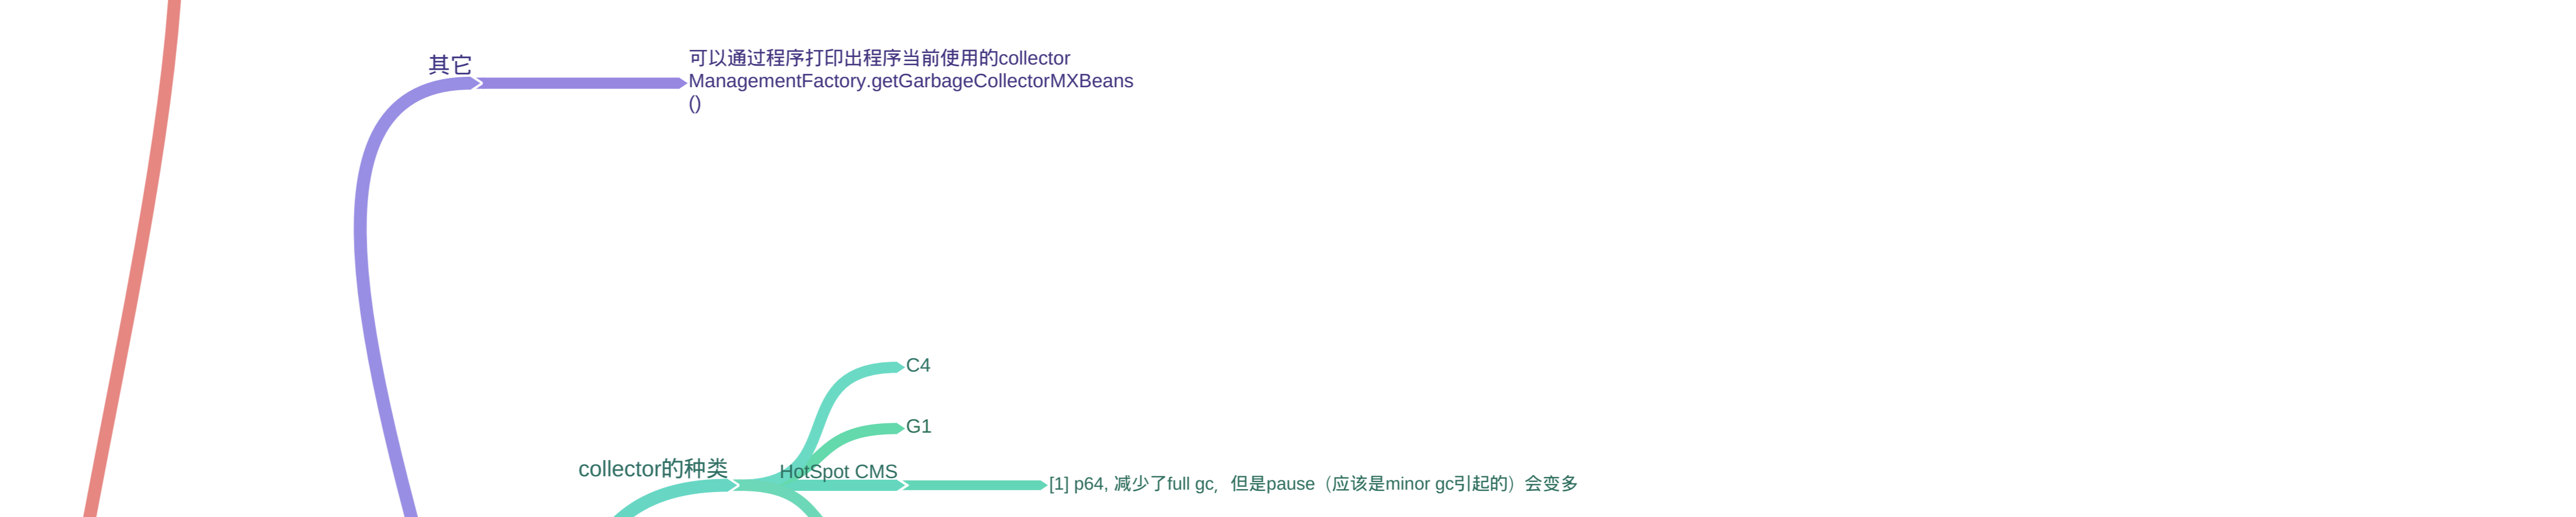 其它
可以通过程序打印出程序当前使用的collector
ManagementFactory.getGarbageCollectorMXBeans
()
C4
G1
collector的种类
HotSpot CMS
[1] p64, 减少了full gc，但是pause（应该是minor gc引起的）会变多